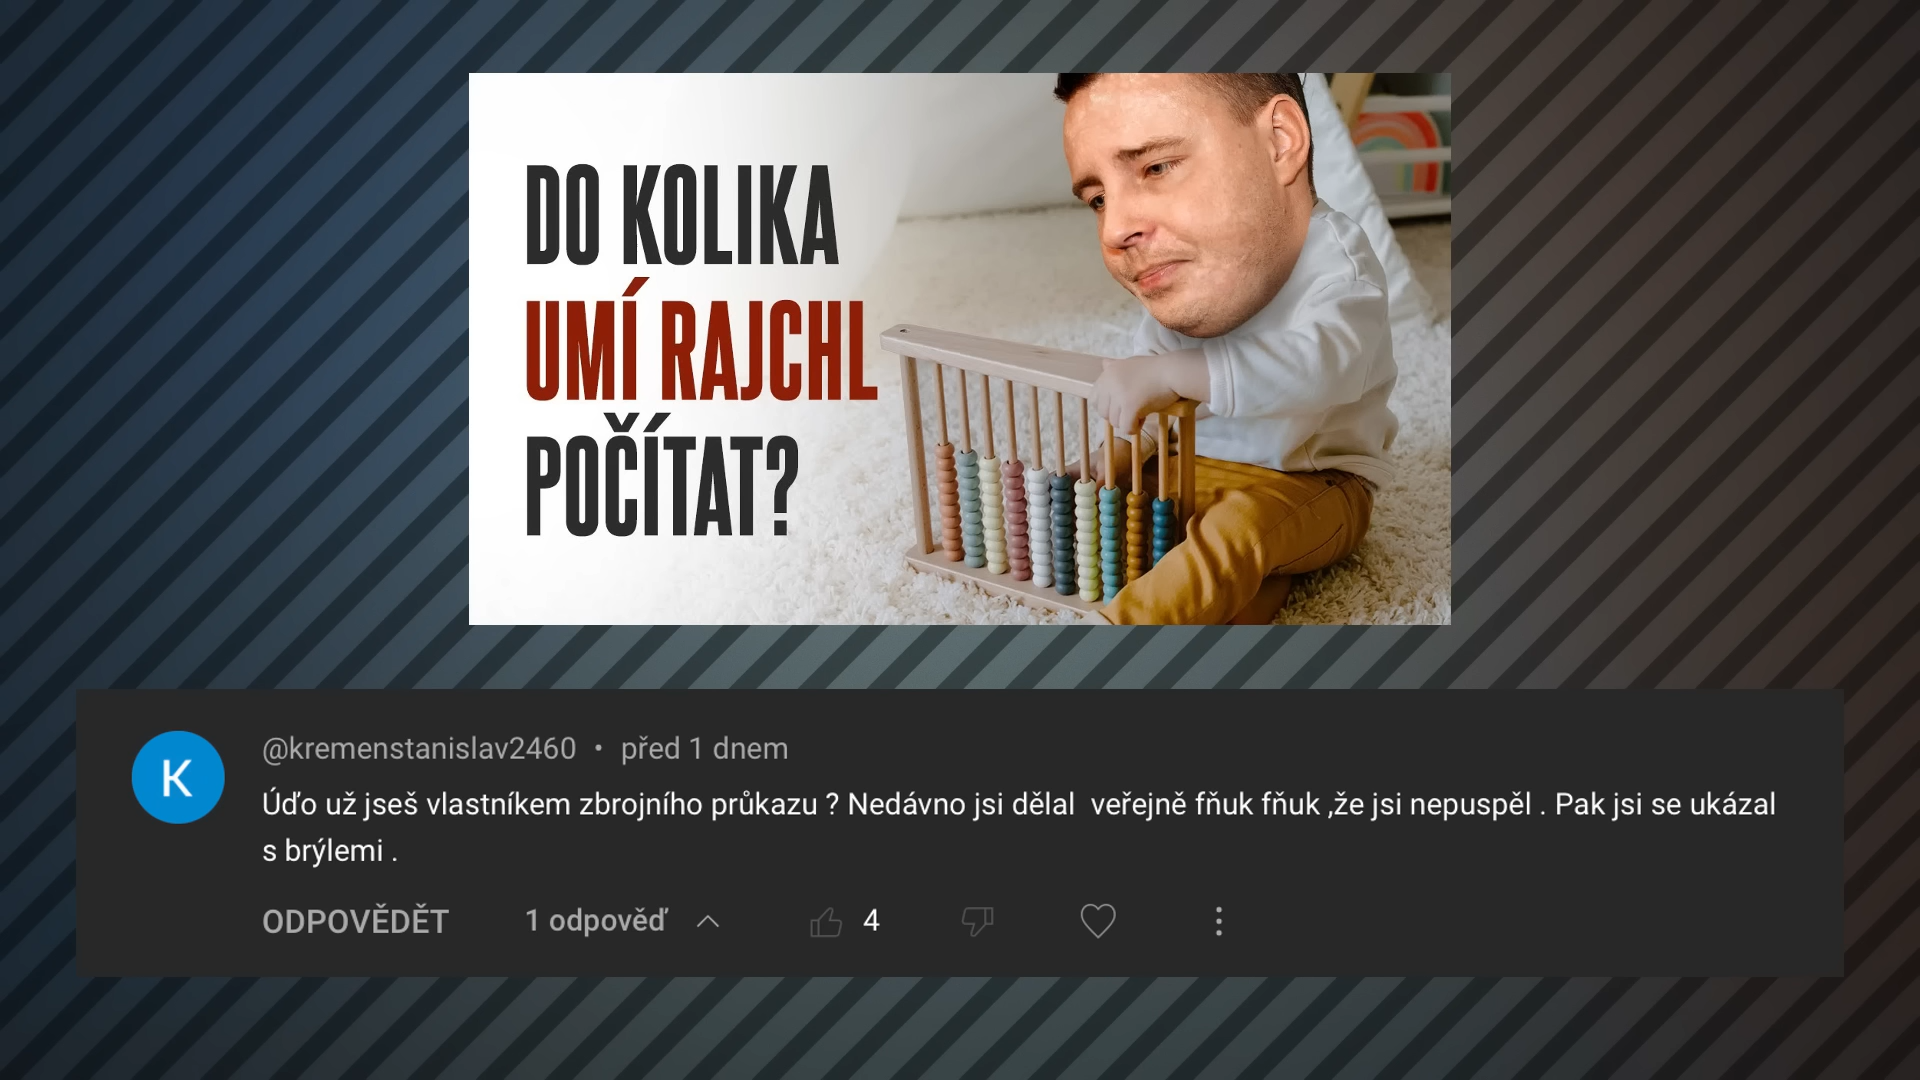 DO KOLIKA
UMÍ RAJCHL
POČÍTAT?
K
@kremenstanislav2460 • před 1 dnem
Úďo už jseš vlastníkem zbrojního průkazu ? Nedávno jsi dělal  veřejně fňuk fňuk ,že jsi nepuspěl . Pak jsi se ukázal
s brýlemi .
ODPOVĚDĚT 1 odpověď 4